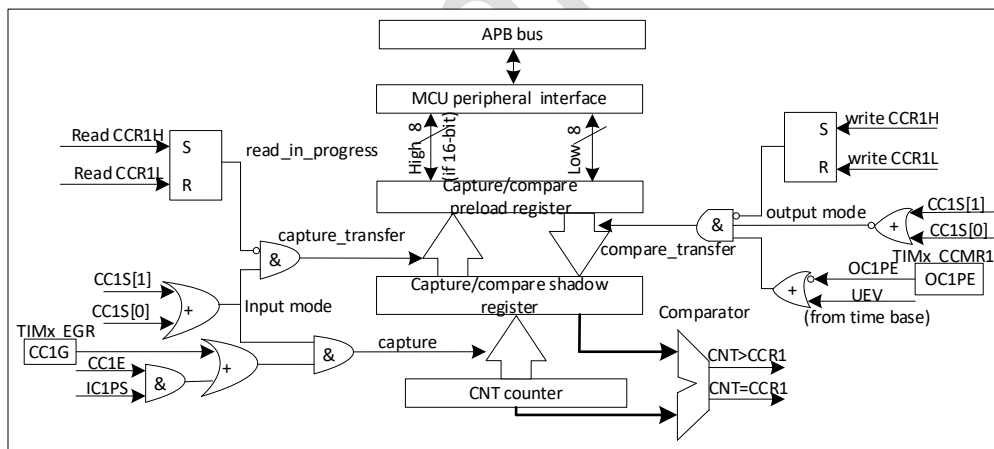 APB bus
MCU peripheral interface
High 8
(if 16-bit)
Low 8
Read CCR1H
Read CCR1L
S
R
read_in_progress
write CCR1H
write CCR1L
S
R
Capture/compare
preload register
capture_transfer
&
compare_transfer
&
output mode
CC1S[1]
CC1S[0]
+
TIMx_CCMR1
OC1PE
OC1PE
UEV
(from time base)
+
CC1S[1]
CC1S[0]
+
Input mode
Capture/compare shadow
register
Comparator
TIMx_EGR
CC1G
CC1E
IC1PS
&
+
&
capture
CNT counter
CNT>CCR1
CNT=CCR1